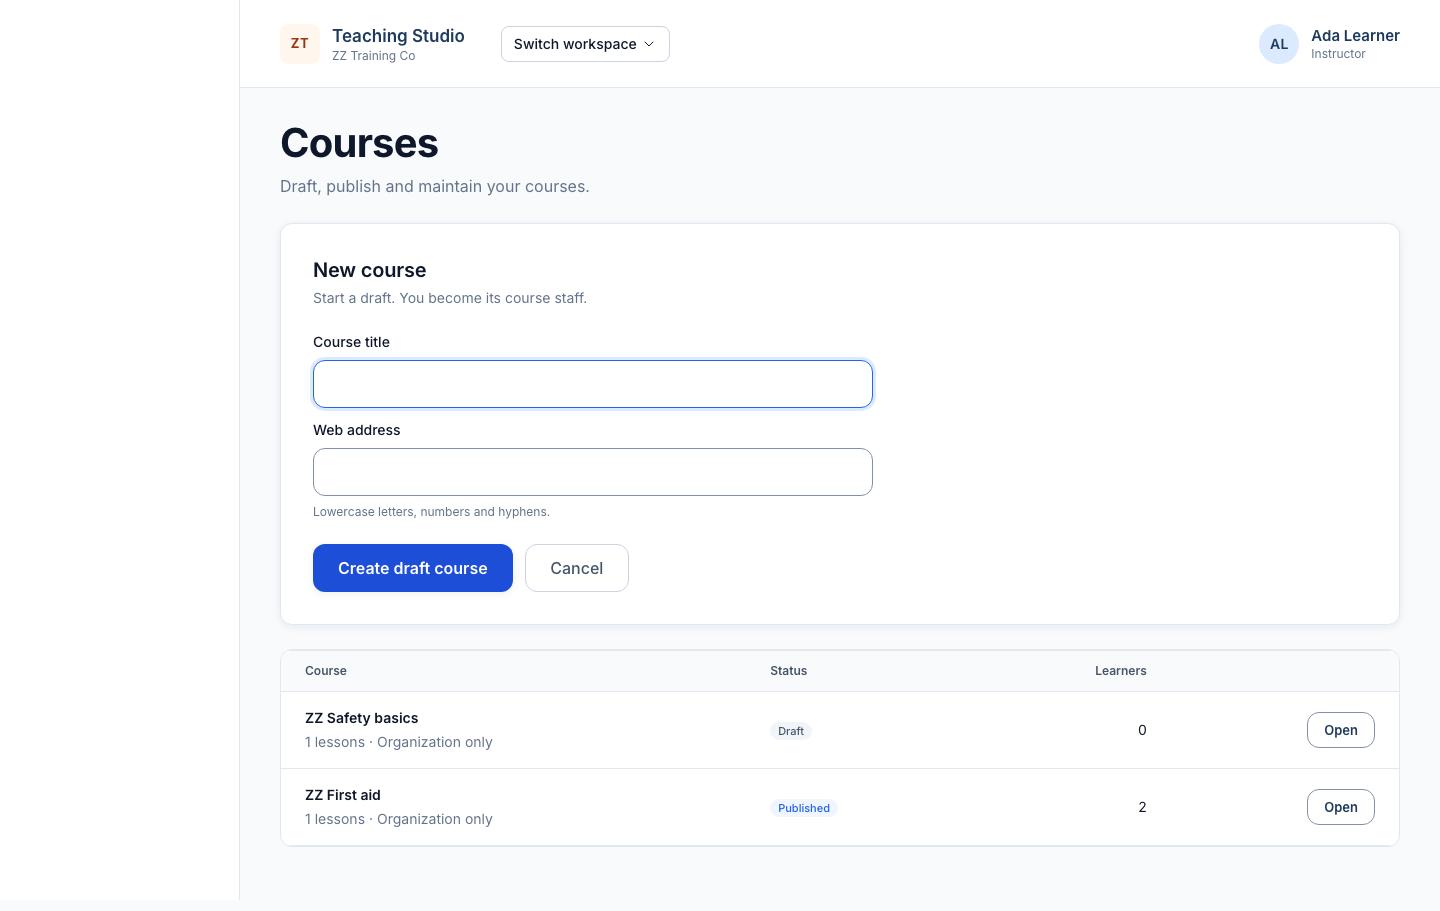 ZT
Teaching Studio
ZZ Training Co
Switch workspace
AL
Ada Learner
Instructor
Courses
Draft, publish and maintain your courses.
New course
Start a draft. You become its course staff.
Course title
Web address
Lowercase letters, numbers and hyphens.
Create draft course
Cancel
Course Status Learners
ZZ Safety basics
1 lessons · Organization only
Draft
0
Open
ZZ First aid
1 lessons · Organization only
Published
2
Open